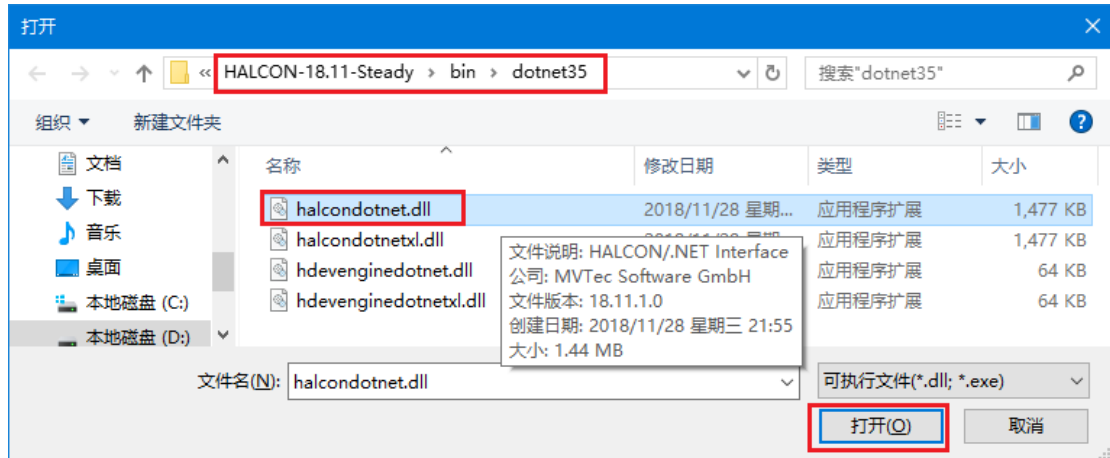 打开
« HALCON-18.11-Steady › bin › dotnet35
搜索"dotnet35"
组织 新建文件夹
文档
下载
音乐
桌面
本地磁盘 (C:)
本地磁盘 (D:)
名称 修改日期 类型 大小
halcondotnet.dll 2018/11/28 星期... 应用程序扩展 1,477 KB
halcondotnetxl.dll 应用程序扩展 1,477 KB
hdevenginedotnet.dll 应用程序扩展 64 KB
hdevenginedotnetxl.dll 应用程序扩展 64 KB
文件说明: HALCON/.NET Interface
公司: MVTec Software GmbH
文件版本: 18.11.1.0
创建日期: 2018/11/28 星期三 21:55
大小: 1.44 MB
文件名(N): halcondotnet.dll 可执行文件(*.dll; *.exe)
打开(O) 取消